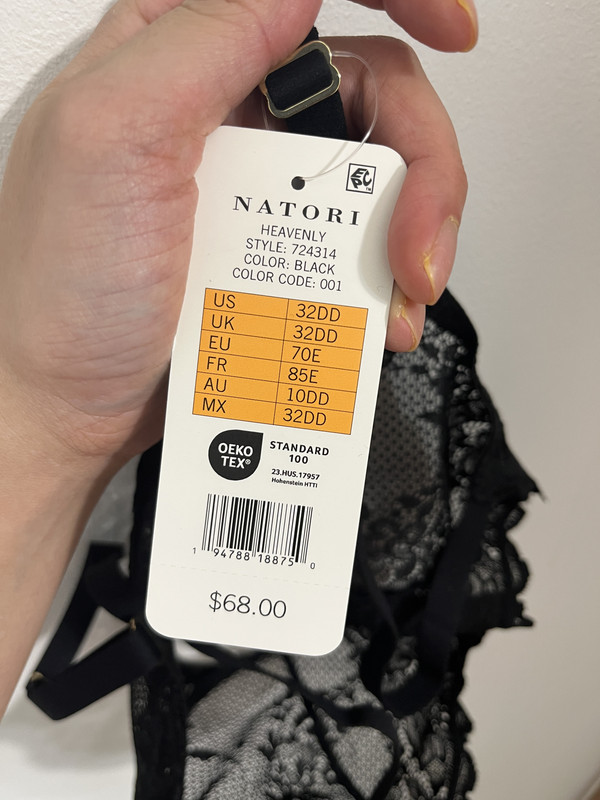 NATORI
HEAVENLY
STYLE: 724314
COLOR: BLACK
COLOR CODE: 001
US 32DD
UK 32DD
EU 70E
FR 85E
AU 10DD
MX 32DD
OEKO
TEX®
STANDARD
100
23.HUS.17957
Hohenstein HTTI
1 94788 18875 0
$68.00